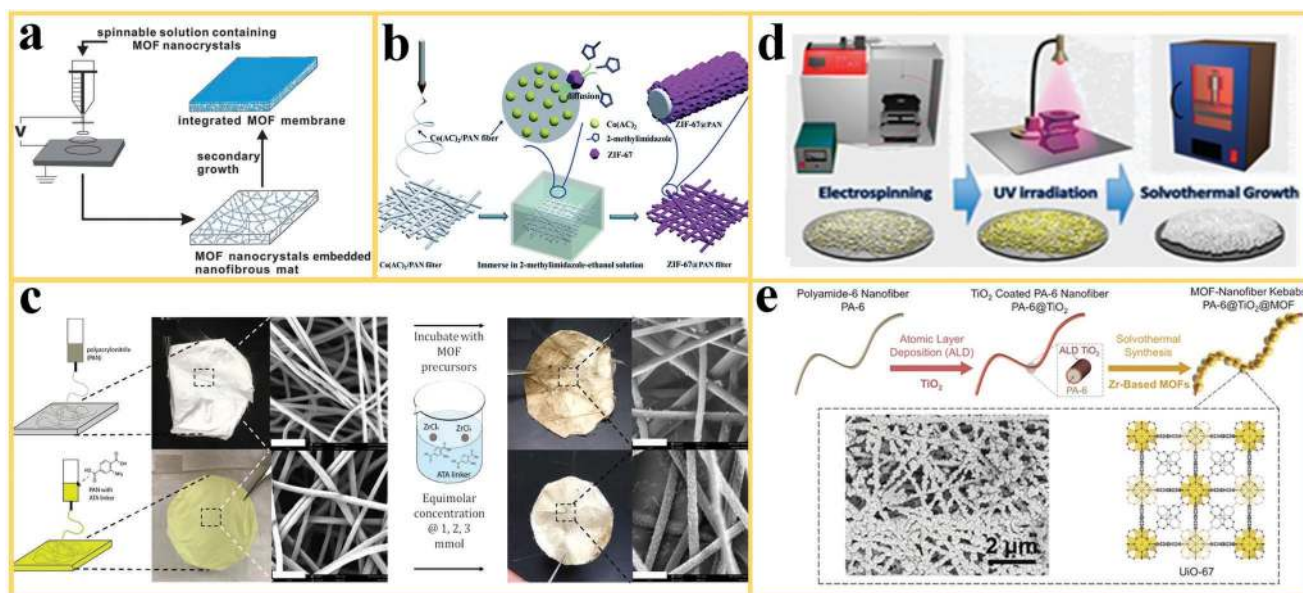 a
spinnable solution containing
MOF nanocrystals
V
integrated MOF membrane
secondary
growth
MOF nanocrystals embedded
nanofibrous mat
b
diffusion
Co(AC)₂/PAN fiber
Co(AC)₂
2-methylimidazole
ZIF-67
ZIF-67@PAN
Co(AC)₂/PAN filter
Immerse in 2-methylimidazole-ethanol solution
ZIF-67@PAN filter
d
Electrospinning
UV irradiation
Solvothermal Growth
c
polyacrylonitrile
(PAN)
PAN with
ATA linker
Incubate with
MOF
precursors
ZrCl₄
ZrCl₄
ATA linker
Equimolar
concentration
@ 1, 2, 3
mmol
e
Polyamide-6 Nanofiber
PA-6
Atomic Layer
Deposition (ALD)
TiO₂
TiO₂ Coated PA-6 Nanofiber
PA-6@TiO₂
ALD TiO₂
PA-6
Solvothermal
Synthesis
Zr-Based MOFs
MOF-Nanofiber Kebabs
PA-6@TiO₂@MOF
2 μm
UiO-67